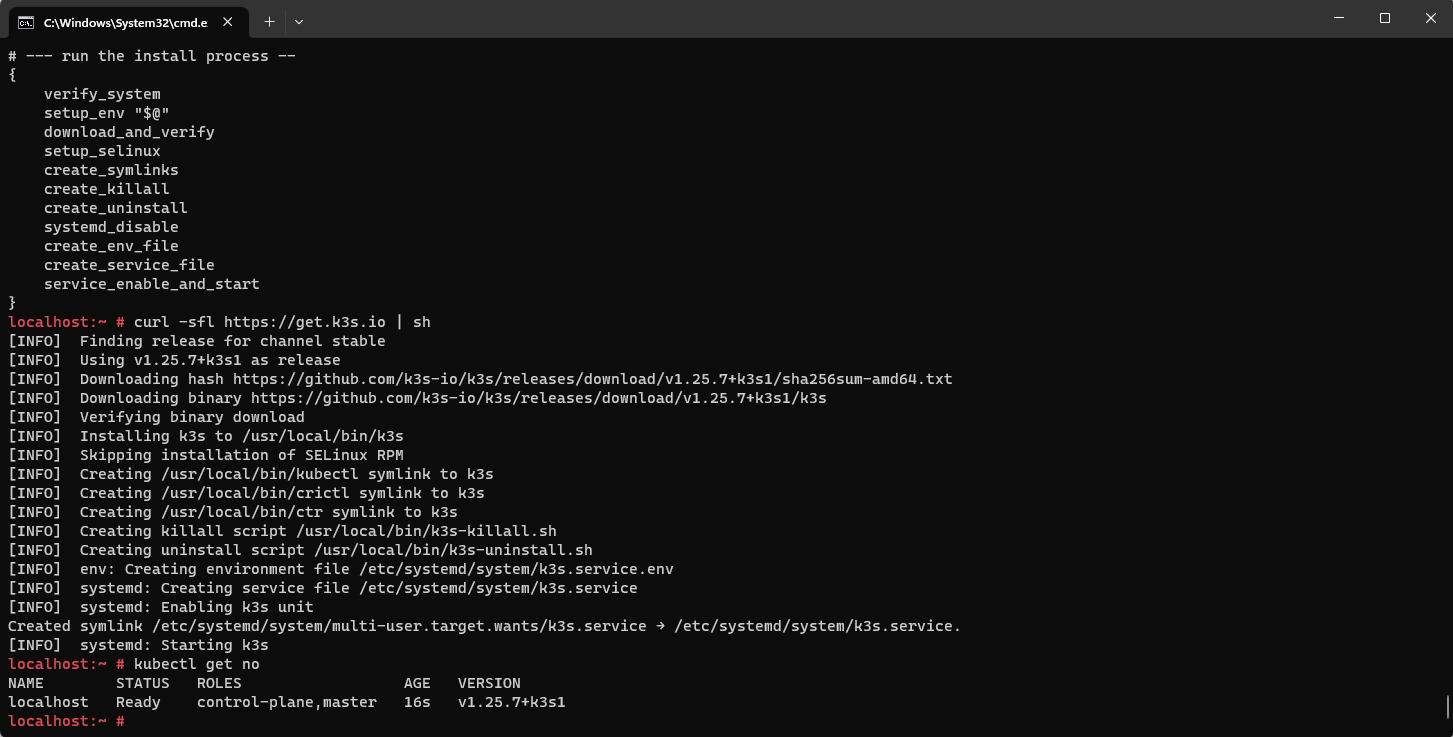 C:\Windows\System32\cmd.e
# --- run the install process --
{
    verify_system
    setup_env "$@"
    download_and_verify
    setup_selinux
    create_symlinks
    create_killall
    create_uninstall
    systemd_disable
    create_env_file
    create_service_file
    service_enable_and_start
}
localhost:~ # curl -sfl https://get.k3s.io | sh
[INFO]  Finding release for channel stable
[INFO]  Using v1.25.7+k3s1 as release
[INFO]  Downloading hash https://github.com/k3s-io/k3s/releases/download/v1.25.7+k3s1/sha256sum-amd64.txt
[INFO]  Downloading binary https://github.com/k3s-io/k3s/releases/download/v1.25.7+k3s1/k3s
[INFO]  Verifying binary download
[INFO]  Installing k3s to /usr/local/bin/k3s
[INFO]  Skipping installation of SELinux RPM
[INFO]  Creating /usr/local/bin/kubectl symlink to k3s
[INFO]  Creating /usr/local/bin/crictl symlink to k3s
[INFO]  Creating /usr/local/bin/ctr symlink to k3s
[INFO]  Creating killall script /usr/local/bin/k3s-killall.sh
[INFO]  Creating uninstall script /usr/local/bin/k3s-uninstall.sh
[INFO]  env: Creating environment file /etc/systemd/system/k3s.service.env
[INFO]  systemd: Creating service file /etc/systemd/system/k3s.service
[INFO]  systemd: Enabling k3s unit
Created symlink /etc/systemd/system/multi-user.target.wants/k3s.service → /etc/systemd/system/k3s.service.
[INFO]  systemd: Starting k3s
localhost:~ # kubectl get no
NAME        STATUS   ROLES                  AGE   VERSION
localhost   Ready    control-plane,master   16s   v1.25.7+k3s1
localhost:~ #